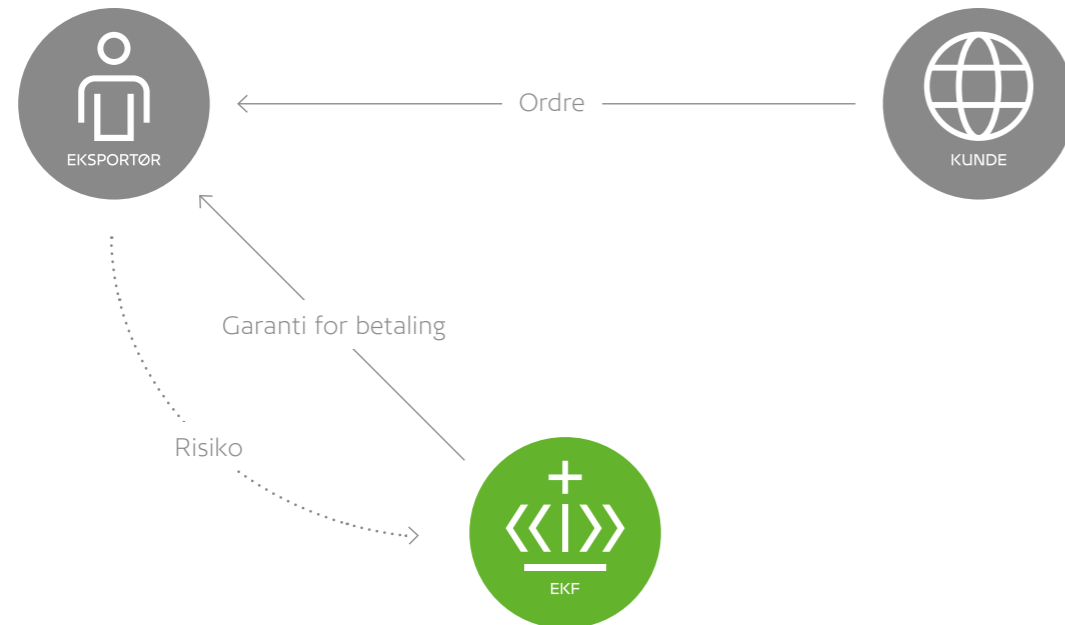 Ordre
EKSPORTØR
KUNDE
Garanti for betaling
Risiko
EKF